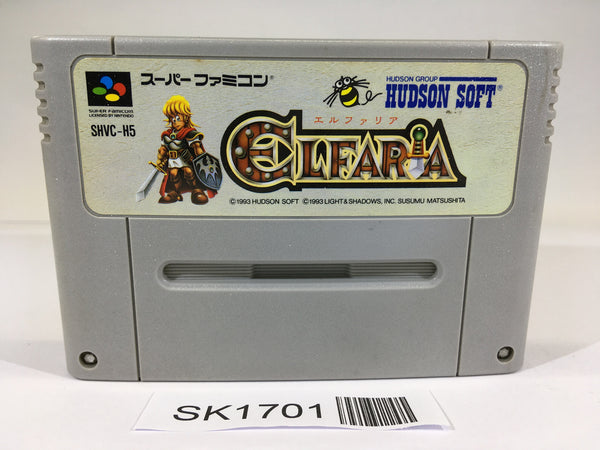 スーパーファミコン®
SUPER FAMICOM
LICENSED BY NINTENDO
SHVC-H5
HUDSON GROUP
HUDSON SOFT®
エルファリア
ELFARIA
©1993 HUDSON SOFT ©1993 LIGHT & SHADOWS, INC. SUSUMU MATSUSHITA
SK1701